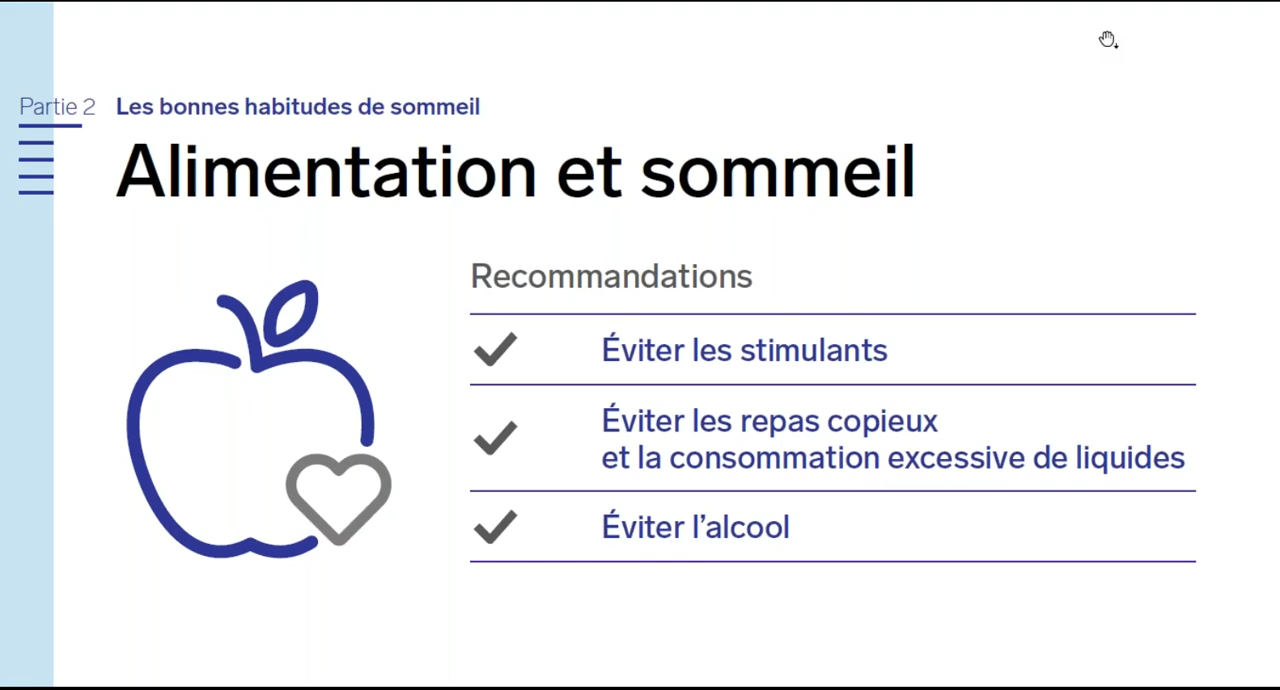 Partie 2 Les bonnes habitudes de sommeil
Alimentation et sommeil
Recommandations
Éviter les stimulants
Éviter les repas copieux
et la consommation excessive de liquides
Éviter l’alcool